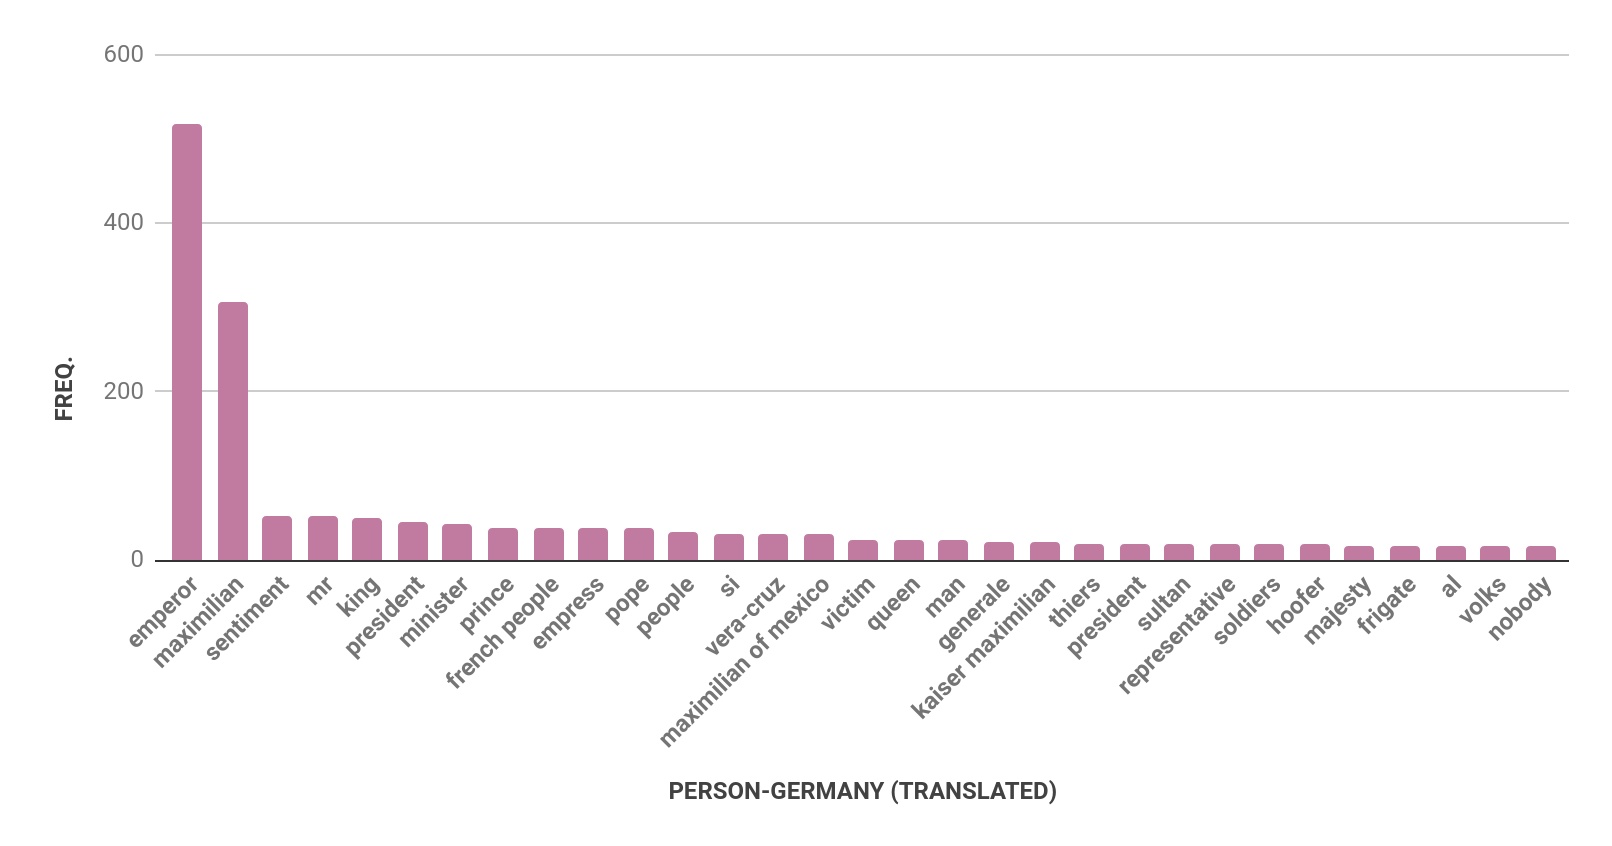 600
400
200
0
FREQ.
emperor
maximilian
sentiment
mr
king
president
minister
prince
french people
empress
pope
people
si
vera-cruz
maximilian of mexico
victim
queen
man
generale
kaiser maximilian
thiers
president
sultan
representative
soldiers
hoofer
majesty
frigate
al
volks
nobody
PERSON-GERMANY (TRANSLATED)